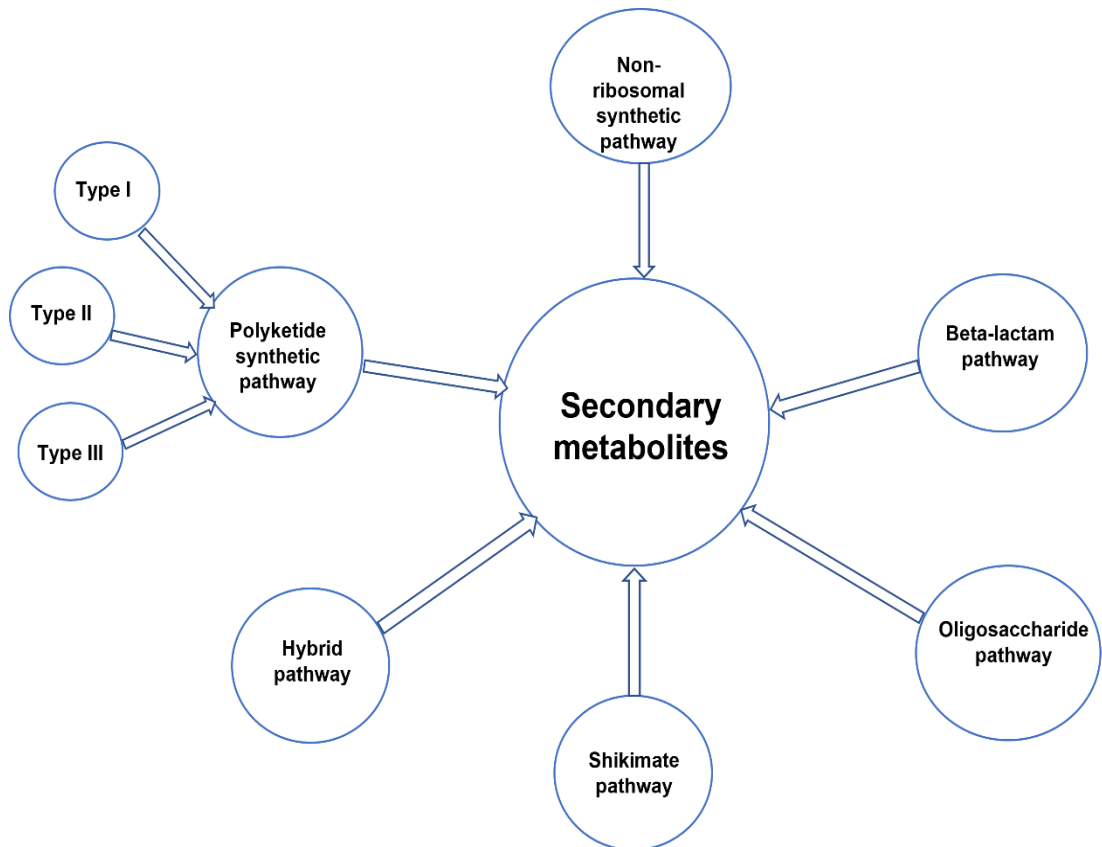 Non-
ribosomal
synthetic
pathway
Type I
Type II
Type III
Polyketide
synthetic
pathway
Secondary
metabolites
Beta-lactam
pathway
Hybrid
pathway
Shikimate
pathway
Oligosaccharide
pathway